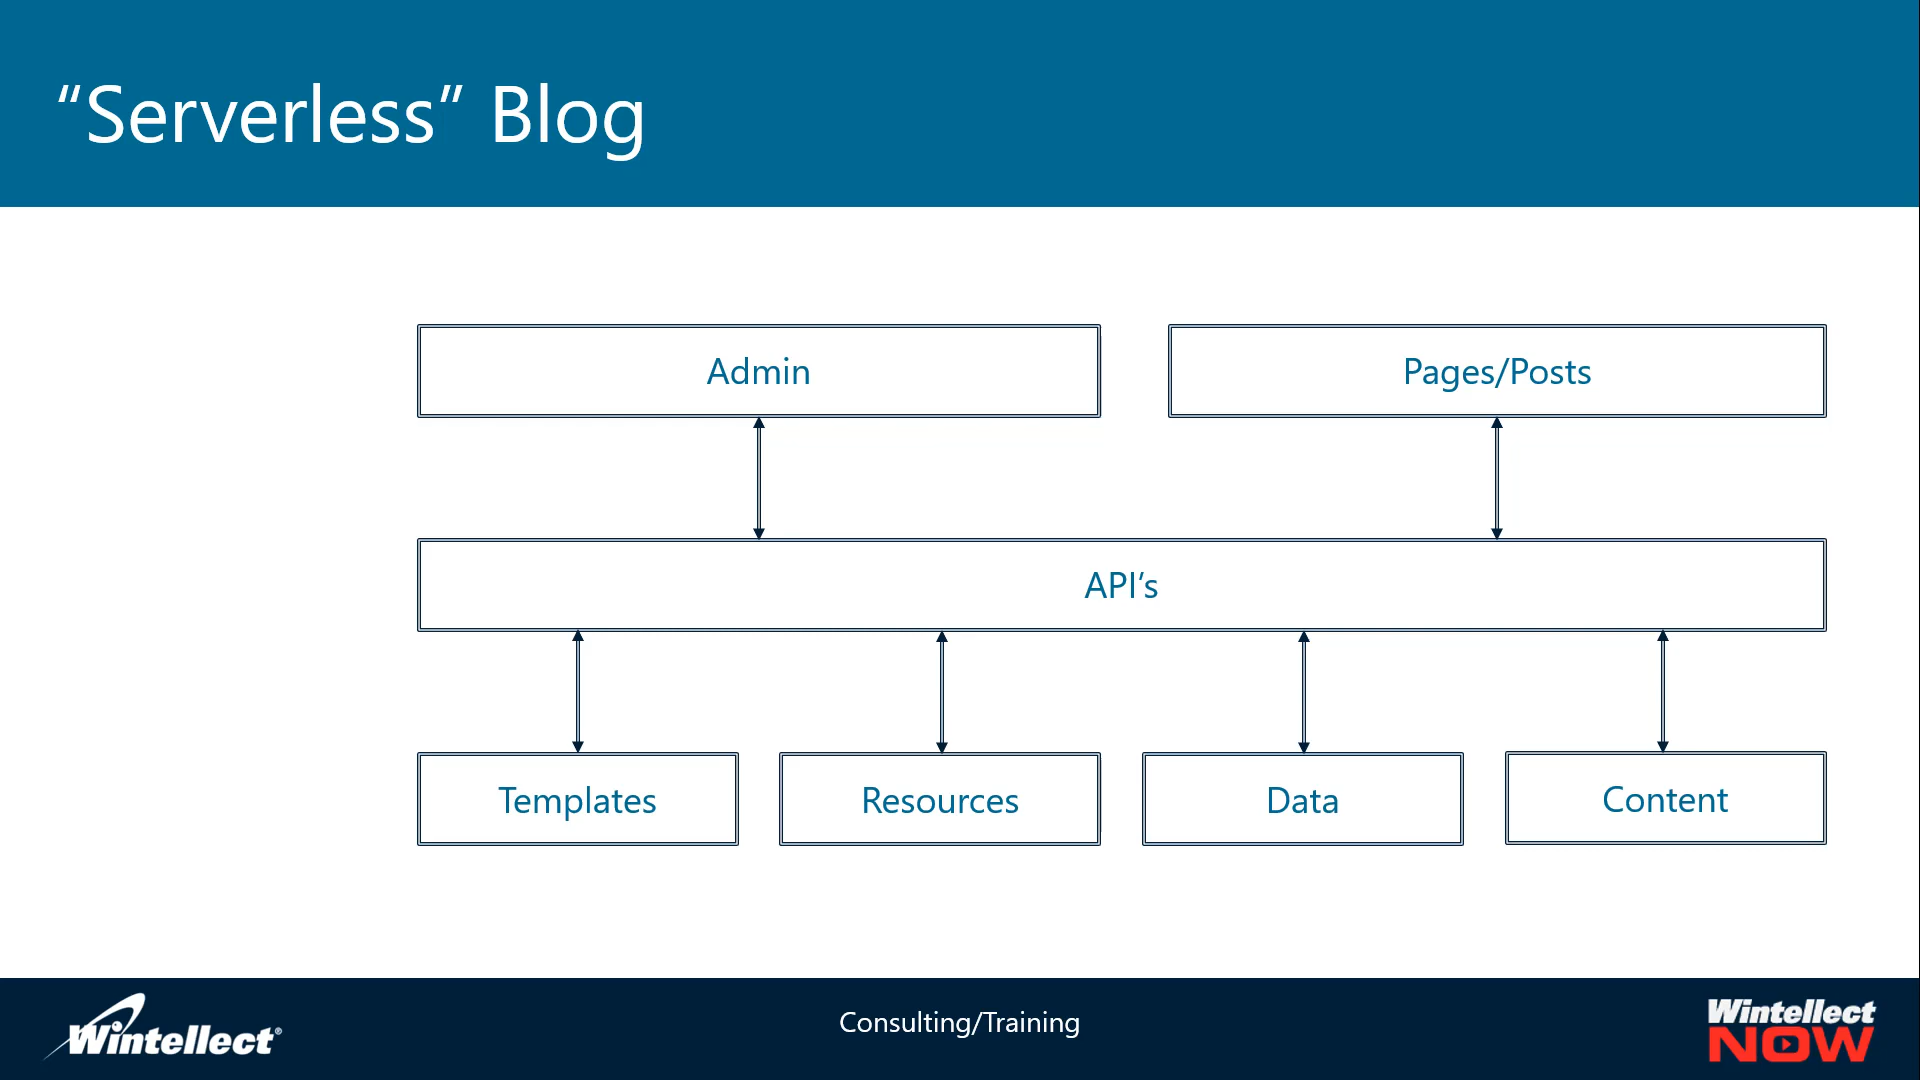 “Serverless” Blog
Admin
Pages/Posts
API’s
Templates
Resources
Data
Content
Wintellect®
Consulting/Training
Wintellect
NOW